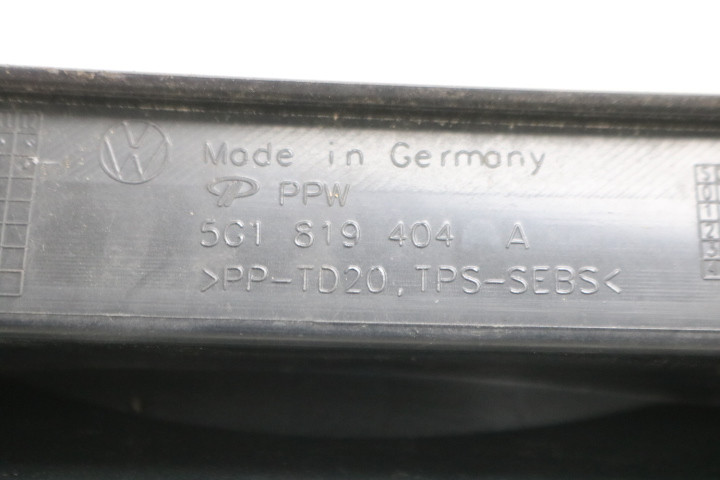 Made in Germany
PPW
5G1 819 404 A
>PP-TD20, TPS-SEBS<